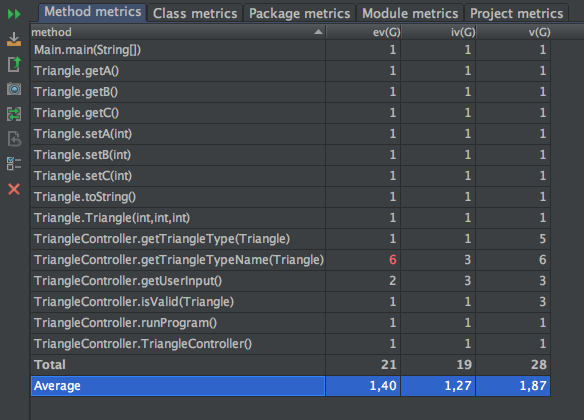 Method metrics Class metrics Package metrics Module metrics Project metrics
method ev(G) iv(G) v(G)
Main.main(String[]) 1 1 1
Triangle.getA() 1 1 1
Triangle.getB() 1 1 1
Triangle.getC() 1 1 1
Triangle.setA(int) 1 1 1
Triangle.setB(int) 1 1 1
Triangle.setC(int) 1 1 1
Triangle.toString() 1 1 1
Triangle.Triangle(int,int,int) 1 1 1
TriangleController.getTriangleType(Triangle) 1 1 5
TriangleController.getTriangleTypeName(Triangle) 6 3 6
TriangleController.getUserInput() 2 3 3
TriangleController.isValid(Triangle) 1 1 3
TriangleController.runProgram() 1 1 1
TriangleController.TriangleController() 1 1 1
Total 21 19 28
Average 1,40 1,27 1,87